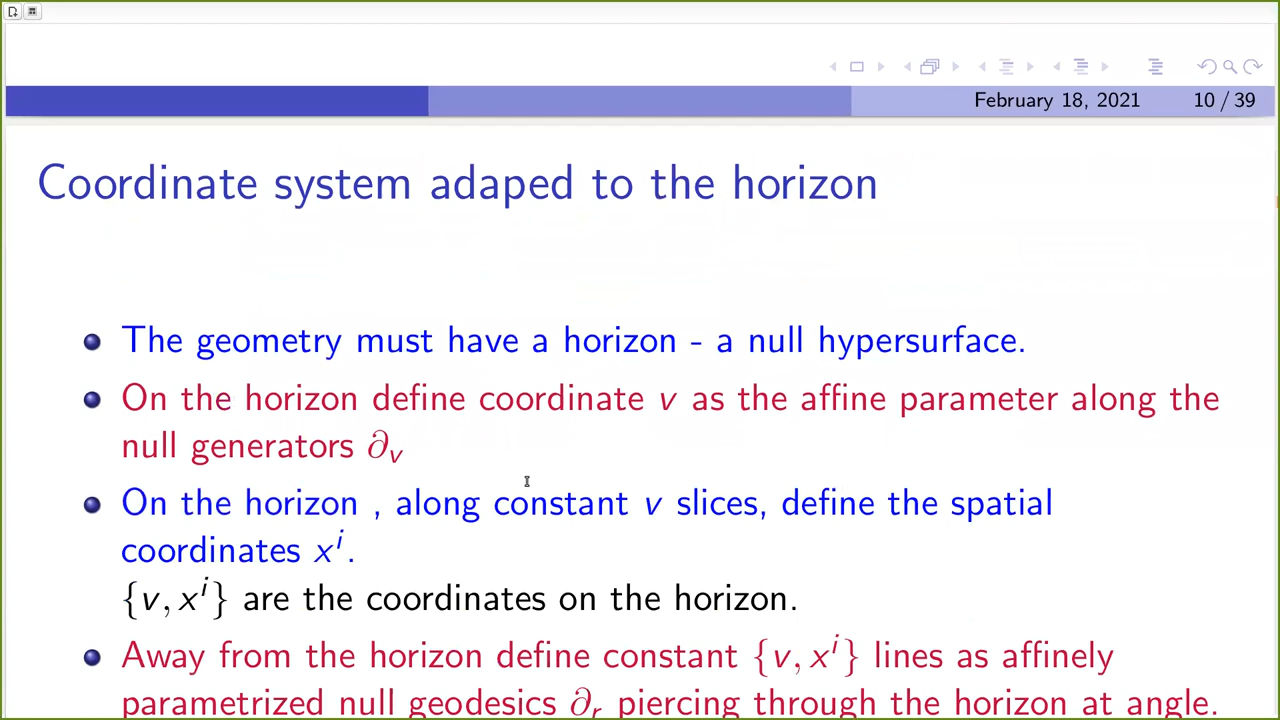 February 18, 2021 10 / 39
Coordinate system adaped to the horizon
The geometry must have a horizon - a null hypersurface.
On the horizon define coordinate v as the affine parameter along the
null generators ∂_v
On the horizon , along constant v slices, define the spatial
coordinates x^i.
{v, x^i} are the coordinates on the horizon.
Away from the horizon define constant {v, x^i} lines as affinely
parametrized null geodesics ∂_r piercing through the horizon at angle.